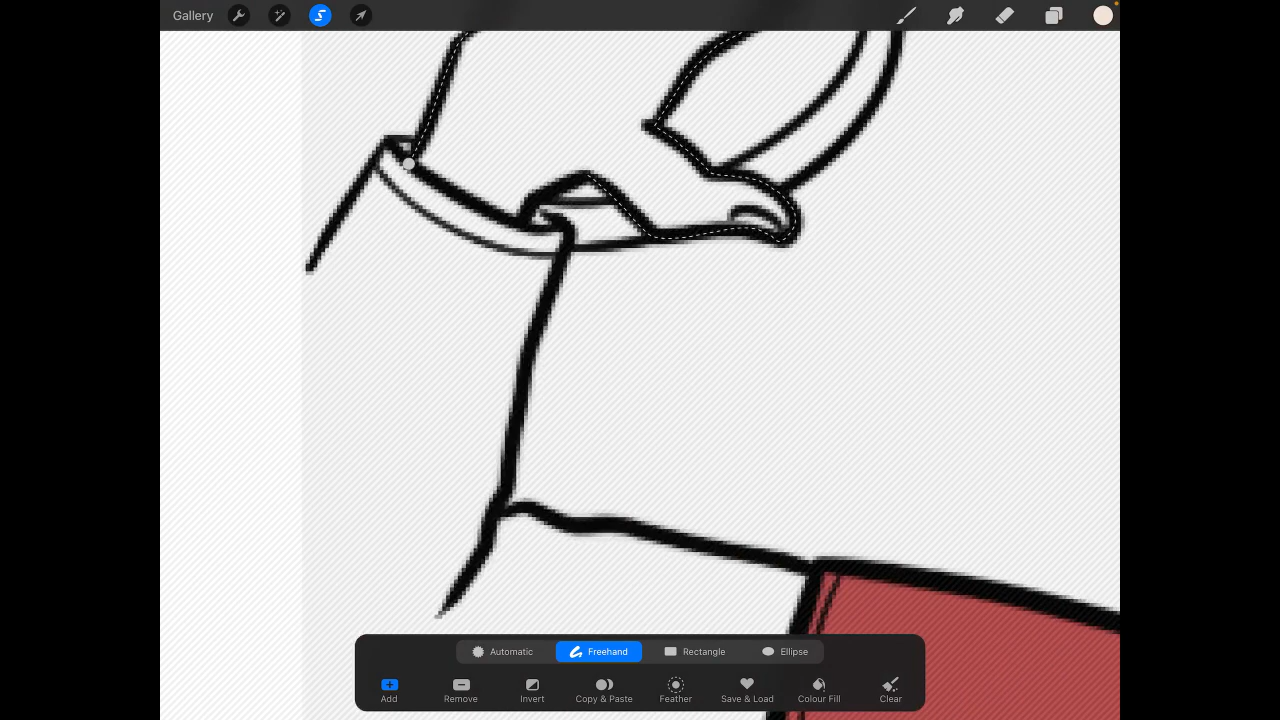 Gallery
Automatic Freehand Rectangle Ellipse
Add Remove Invert Copy & Paste Feather Save & Load Colour Fill Clear